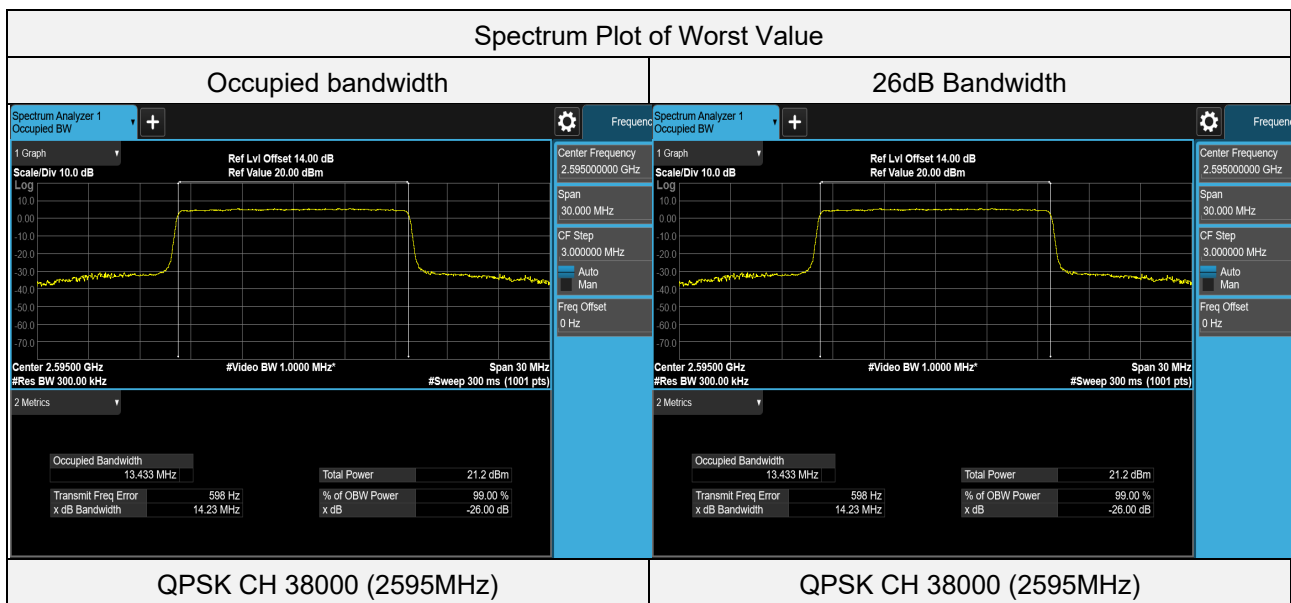 Spectrum Plot of Worst Value
Occupied bandwidth
26dB Bandwidth
Spectrum Analyzer 1
Occupied BW
+
Frequenc
1 Graph
Scale/Div 10.0 dB
Ref Lvl Offset 14.00 dB
Ref Value 20.00 dBm
Log
10.0
0.00
-10.0
-20.0
-30.0
-40.0
-50.0
-60.0
-70.0
Center 2.59500 GHz
#Video BW 1.0000 MHz*
Span 30 MHz
#Res BW 300.00 kHz
#Sweep 300 ms (1001 pts)
Center Frequency
2.595000000 GHz
Span
30.000 MHz
CF Step
3.000000 MHz
Auto
Man
Freq Offset
0 Hz
2 Metrics
Occupied Bandwidth
13.433 MHz
Total Power 21.2 dBm
Transmit Freq Error 598 Hz
% of OBW Power 99.00 %
x dB Bandwidth 14.23 MHz
x dB -26.00 dB
Spectrum Analyzer 1
Occupied BW
+
Frequen
1 Graph
Scale/Div 10.0 dB
Ref Lvl Offset 14.00 dB
Ref Value 20.00 dBm
Log
10.0
0.00
-10.0
-20.0
-30.0
-40.0
-50.0
-60.0
-70.0
Center 2.59500 GHz
#Video BW 1.0000 MHz*
Span 30 MHz
#Res BW 300.00 kHz
#Sweep 300 ms (1001 pts)
Center Frequency
2.595000000 GHz
Span
30.000 MHz
CF Step
3.000000 MHz
Auto
Man
Freq Offset
0 Hz
2 Metrics
Occupied Bandwidth
13.433 MHz
Total Power 21.2 dBm
Transmit Freq Error 598 Hz
% of OBW Power 99.00 %
x dB Bandwidth 14.23 MHz
x dB -26.00 dB
QPSK CH 38000 (2595MHz)
QPSK CH 38000 (2595MHz)